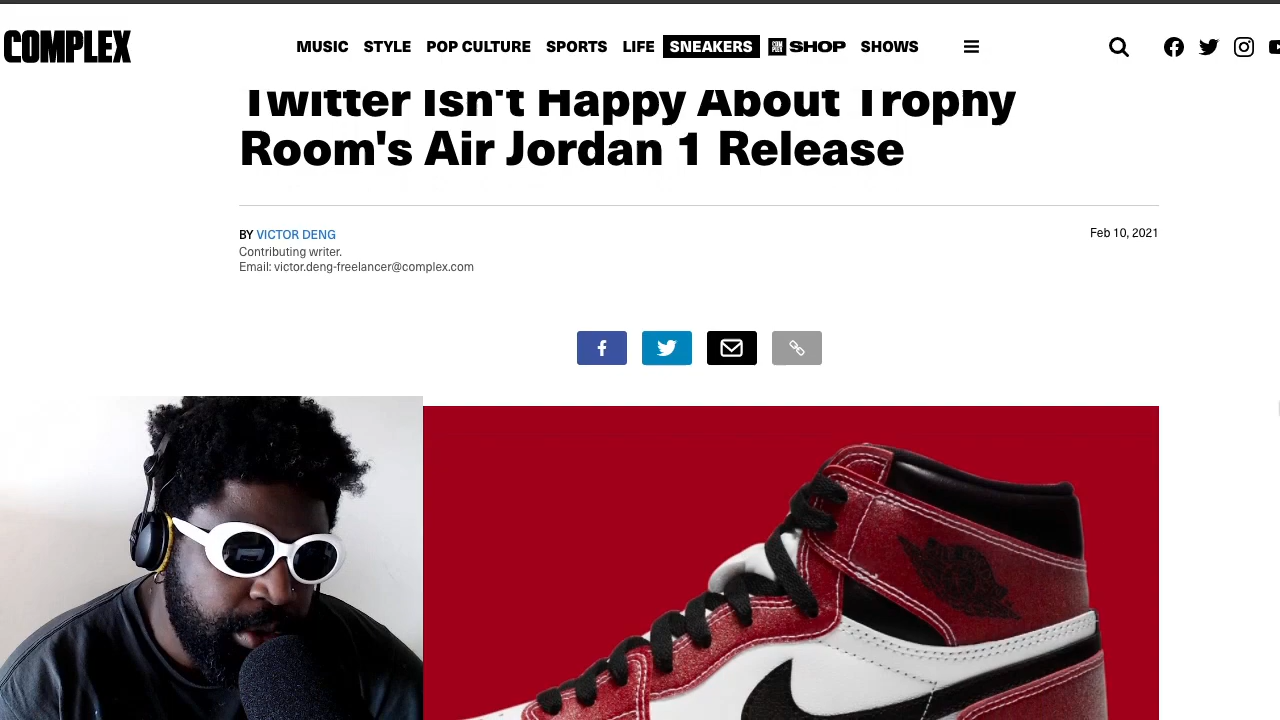 COMPLEX
MUSIC STYLE POP CULTURE SPORTS LIFE SNEAKERS COMPLEX SHOP SHOWS
Twitter Isn't Happy About Trophy
Room's Air Jordan 1 Release
BY VICTOR DENG
Feb 10, 2021
Contributing writer.
Email: victor.deng-freelancer@complex.com